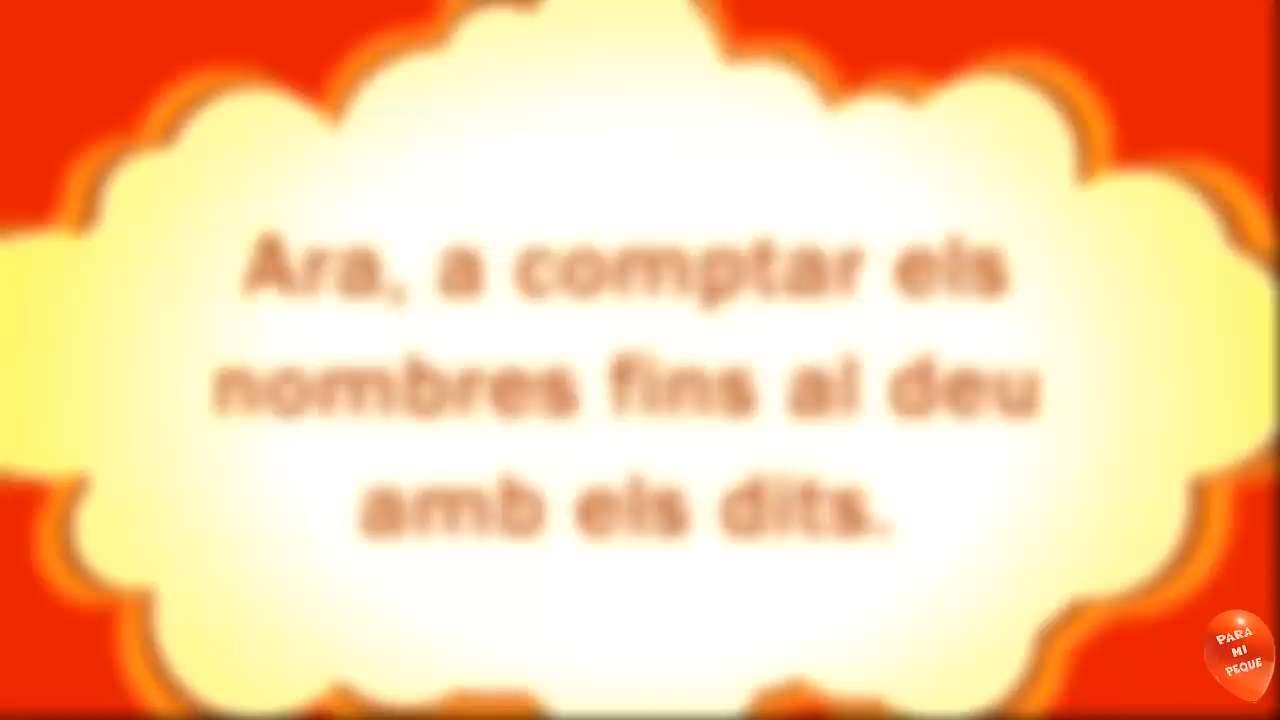 Ara, a comptar els
nombres fins al deu
amb els dits.
PARA
MI
PEQUE